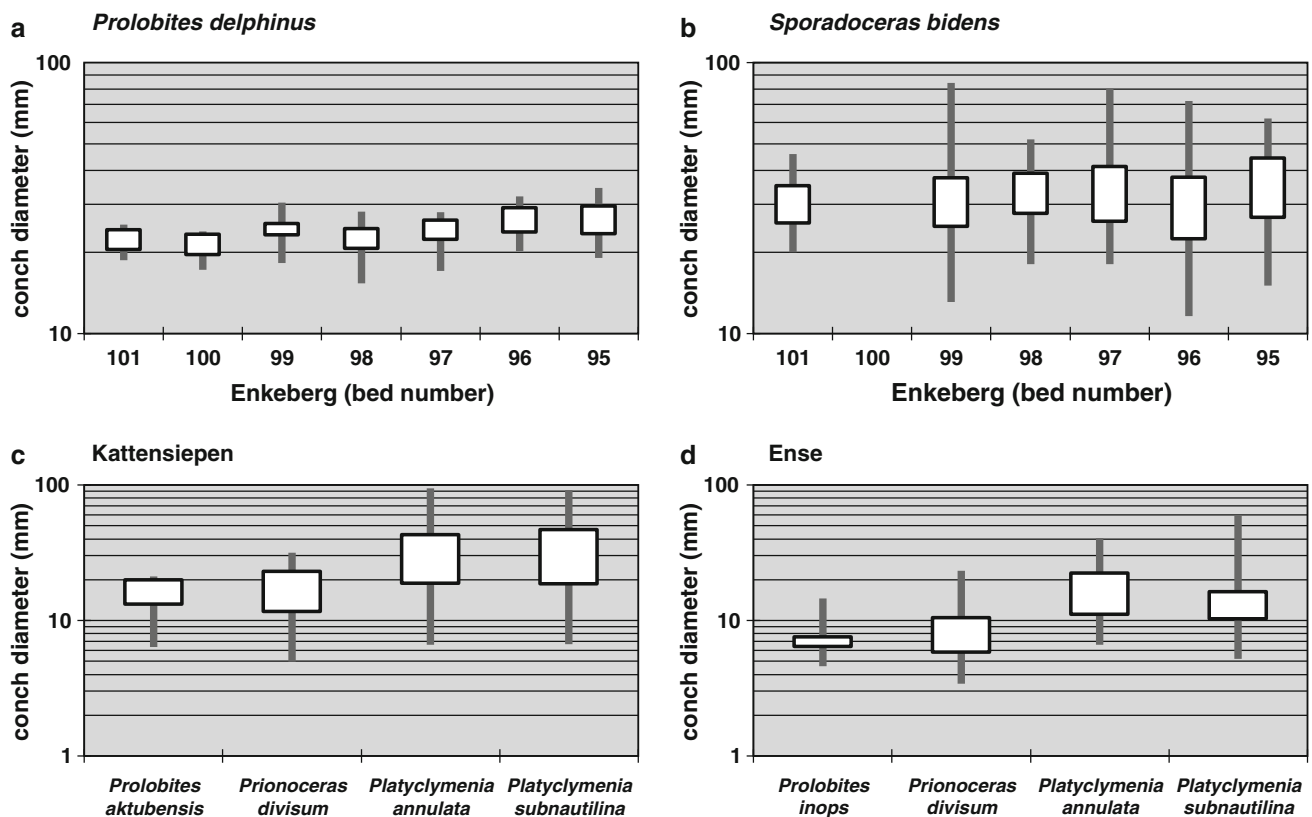 a Prolobites delphinus
conch diameter (mm)
100
10
101 100 99 98 97 96 95
Enkeberg (bed number)
b Sporadoceras bidens
conch diameter (mm)
100
10
101 100 99 98 97 96 95
Enkeberg (bed number)
c Kattensiepen
conch diameter (mm)
100
10
1
Prolobites aktubensis
Prionoceras divisum
Platyclymenia annulata
Platyclymenia subnautilina
d Ense
conch diameter (mm)
100
10
1
Prolobites inops
Prionoceras divisum
Platyclymenia annulata
Platyclymenia subnautilina